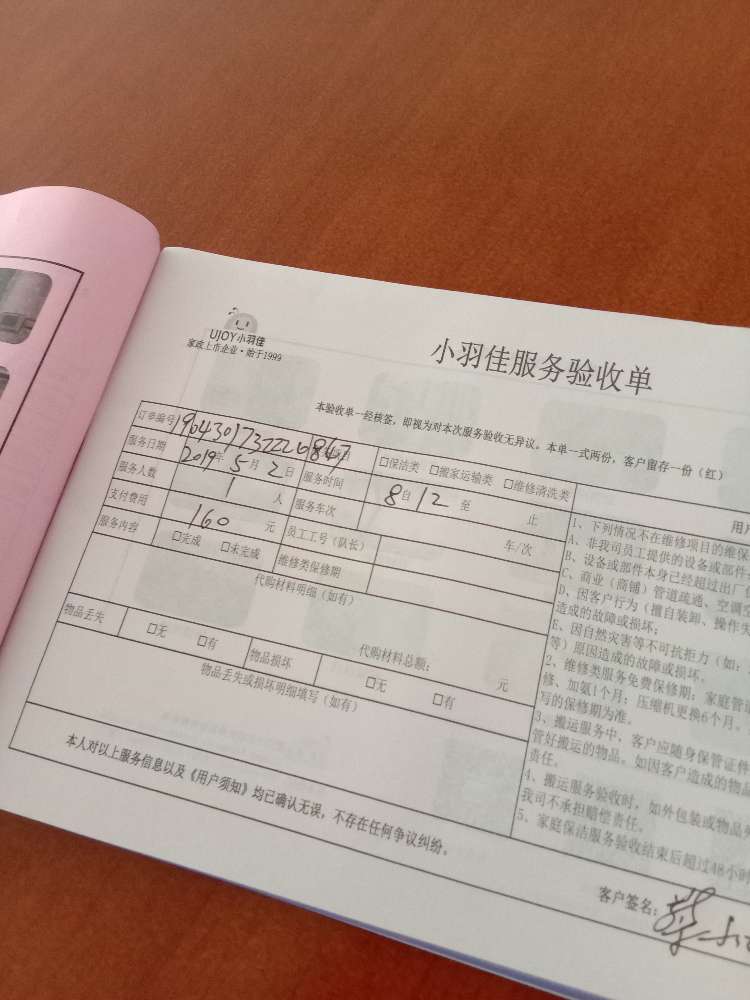 UJOY小羽佳
家政上市企业·始于1999
小羽佳服务验收单
本验收单一经核签，即视为对本次服务验收无异议。本单一式两份，客户留存一份（红）
订单编号 □保洁类 □搬家运输类 □维修清洗类
服务日期 2019年5月2日 服务时间 8自12至 止
服务人数 1人 服务车次 车/次
支付费用 160元 员工工号（队长）
服务内容 □完成 □未完成 维修类保修期
代购材料明细（如有）
代购材料总额： 元
物品丢失 □无 □有 物品损坏 □无 □有
物品丢失或损坏明细填写（如有）
用户
1、下列情况不在维修项目的维保
A、非我司员工提供的设备或部件
B、设备或部件本身已经超过出厂
C、商业（商铺）管道疏通、空调
D、因客户行为（擅自装卸、操作失
造成的故障或损坏；
E、因自然灾害等不可抗拒力（如：
等）原因造成的故障或损坏。
2、维修类服务免费保修期：家庭管道
修、加氨1个月；压缩机更换6个月。
写的保修期为准。
3、搬运服务中，客户应随身保管证件
管好搬运的物品。如因客户造成的物品
责任。
4、搬运服务验收时，如外包装或物品
我司不承担赔偿责任。
5、家庭保洁服务验收结束后超过48小时
本人对以上服务信息以及《用户须知》均已确认无误，不存在任何争议纠纷。
客户签名：